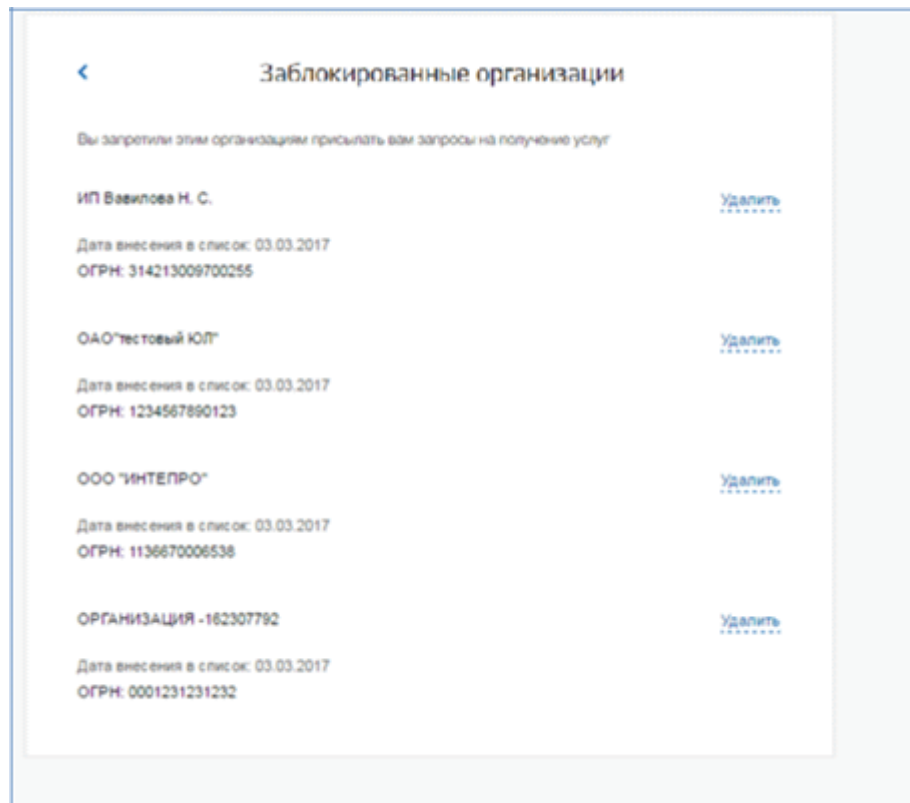 Заблокированные организации
Вы запретили этим организациям присылать вам запросы на получение услуг
ИП Вавилова Н. С.
Удалить
Дата внесения в список: 03.03.2017
ОГРН: 314213009700255
ОАО"тестовый ЮЛ"
Удалить
Дата внесения в список: 03.03.2017
ОГРН: 1234567890123
ООО "ИНТЕПРО"
Удалить
Дата внесения в список: 03.03.2017
ОГРН: 1136670006538
ОРГАНИЗАЦИЯ -162307792
Удалить
Дата внесения в список: 03.03.2017
ОГРН: 0001231231232